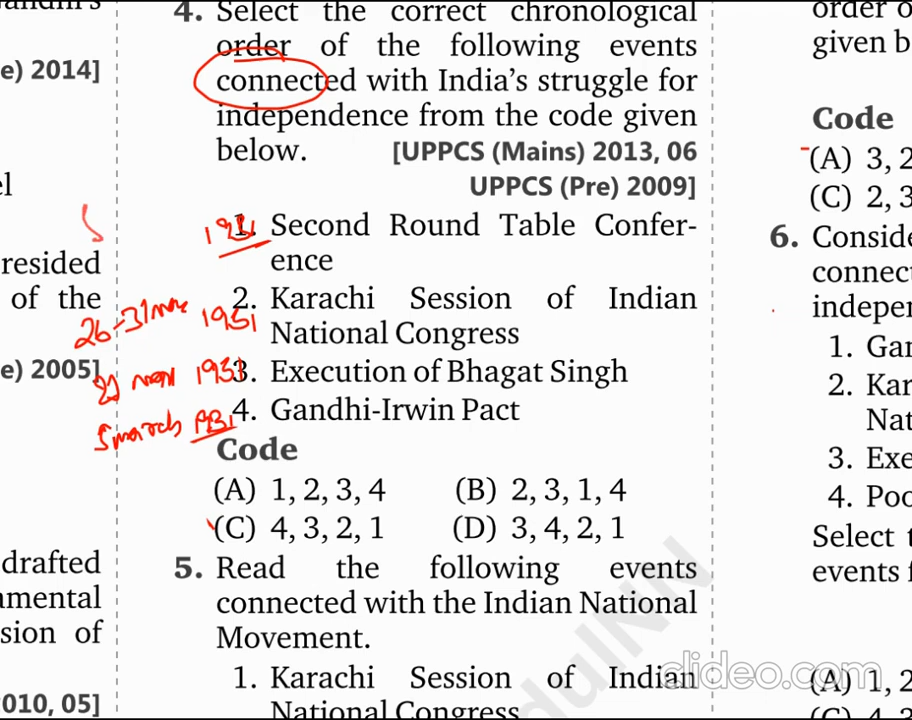 4. Select the correct chronological
order of the following events
connected with India's struggle for
independence from the code given
below. [UPPCS (Mains) 2013, 06
UPPCS (Pre) 2009]
1931 1. Second Round Table Confer-
ence
26-31 1931 2. Karachi Session of Indian
National Congress
1931 3. Execution of Bhagat Singh
5 march 1931 4. Gandhi-Irwin Pact
Code
(A) 1, 2, 3, 4 (B) 2, 3, 1, 4
(C) 4, 3, 2, 1 (D) 3, 4, 2, 1
5. Read the following events
connected with the Indian National
Movement.
1. Karachi Session of Indian
National Congress
e) 2014]
el
resided
of the
e) 2005]
drafted
amental
sion of
2010, 05]
order o
given b
Code
(A) 3, 2
(C) 2, 3
6. Conside
connect
indepen
1. Gan
2. Kar
Nat
3. Exe
4. Poo
Select t
events f
(A) 1, 2
(C) 4, 3
clideo.com